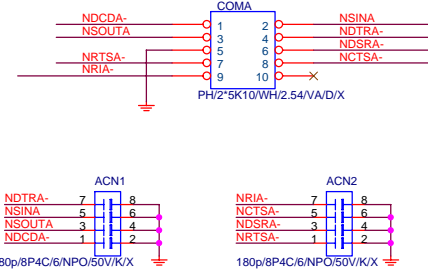 COMA
NDCDA- 1 2 NSINA
NSOUTA 3 4 NDTRA-
5 6 NDSRA-
NRTSA- 7 8 NCTSA-
NRIA- 9 10
PH/2*5K10/WH/2.54/VA/D/X
ACN1 ACN2
NDTRA- 7 8 NRIA- 7 8
NSINA 5 6 NCTSA- 5 6
NSOUTA 3 4 NDSRA- 3 4
NDCDA- 1 2 NRTSA- 1 2
80p/8P4C/6/NPO/50V/K/X 180p/8P4C/6/NPO/50V/K/X